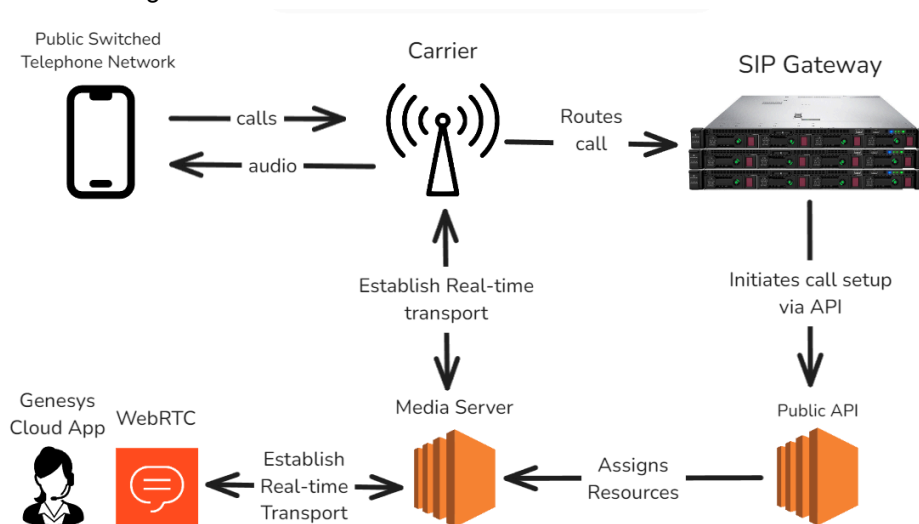 Public Switched
Telephone Network
Carrier
SIP Gateway
calls
audio
Routes
call
Establish Real-time
transport
Initiates call setup
via API
Genesys
Cloud App
WebRTC
Media Server
Public API
Establish
Real-time
Transport
Assigns
Resources